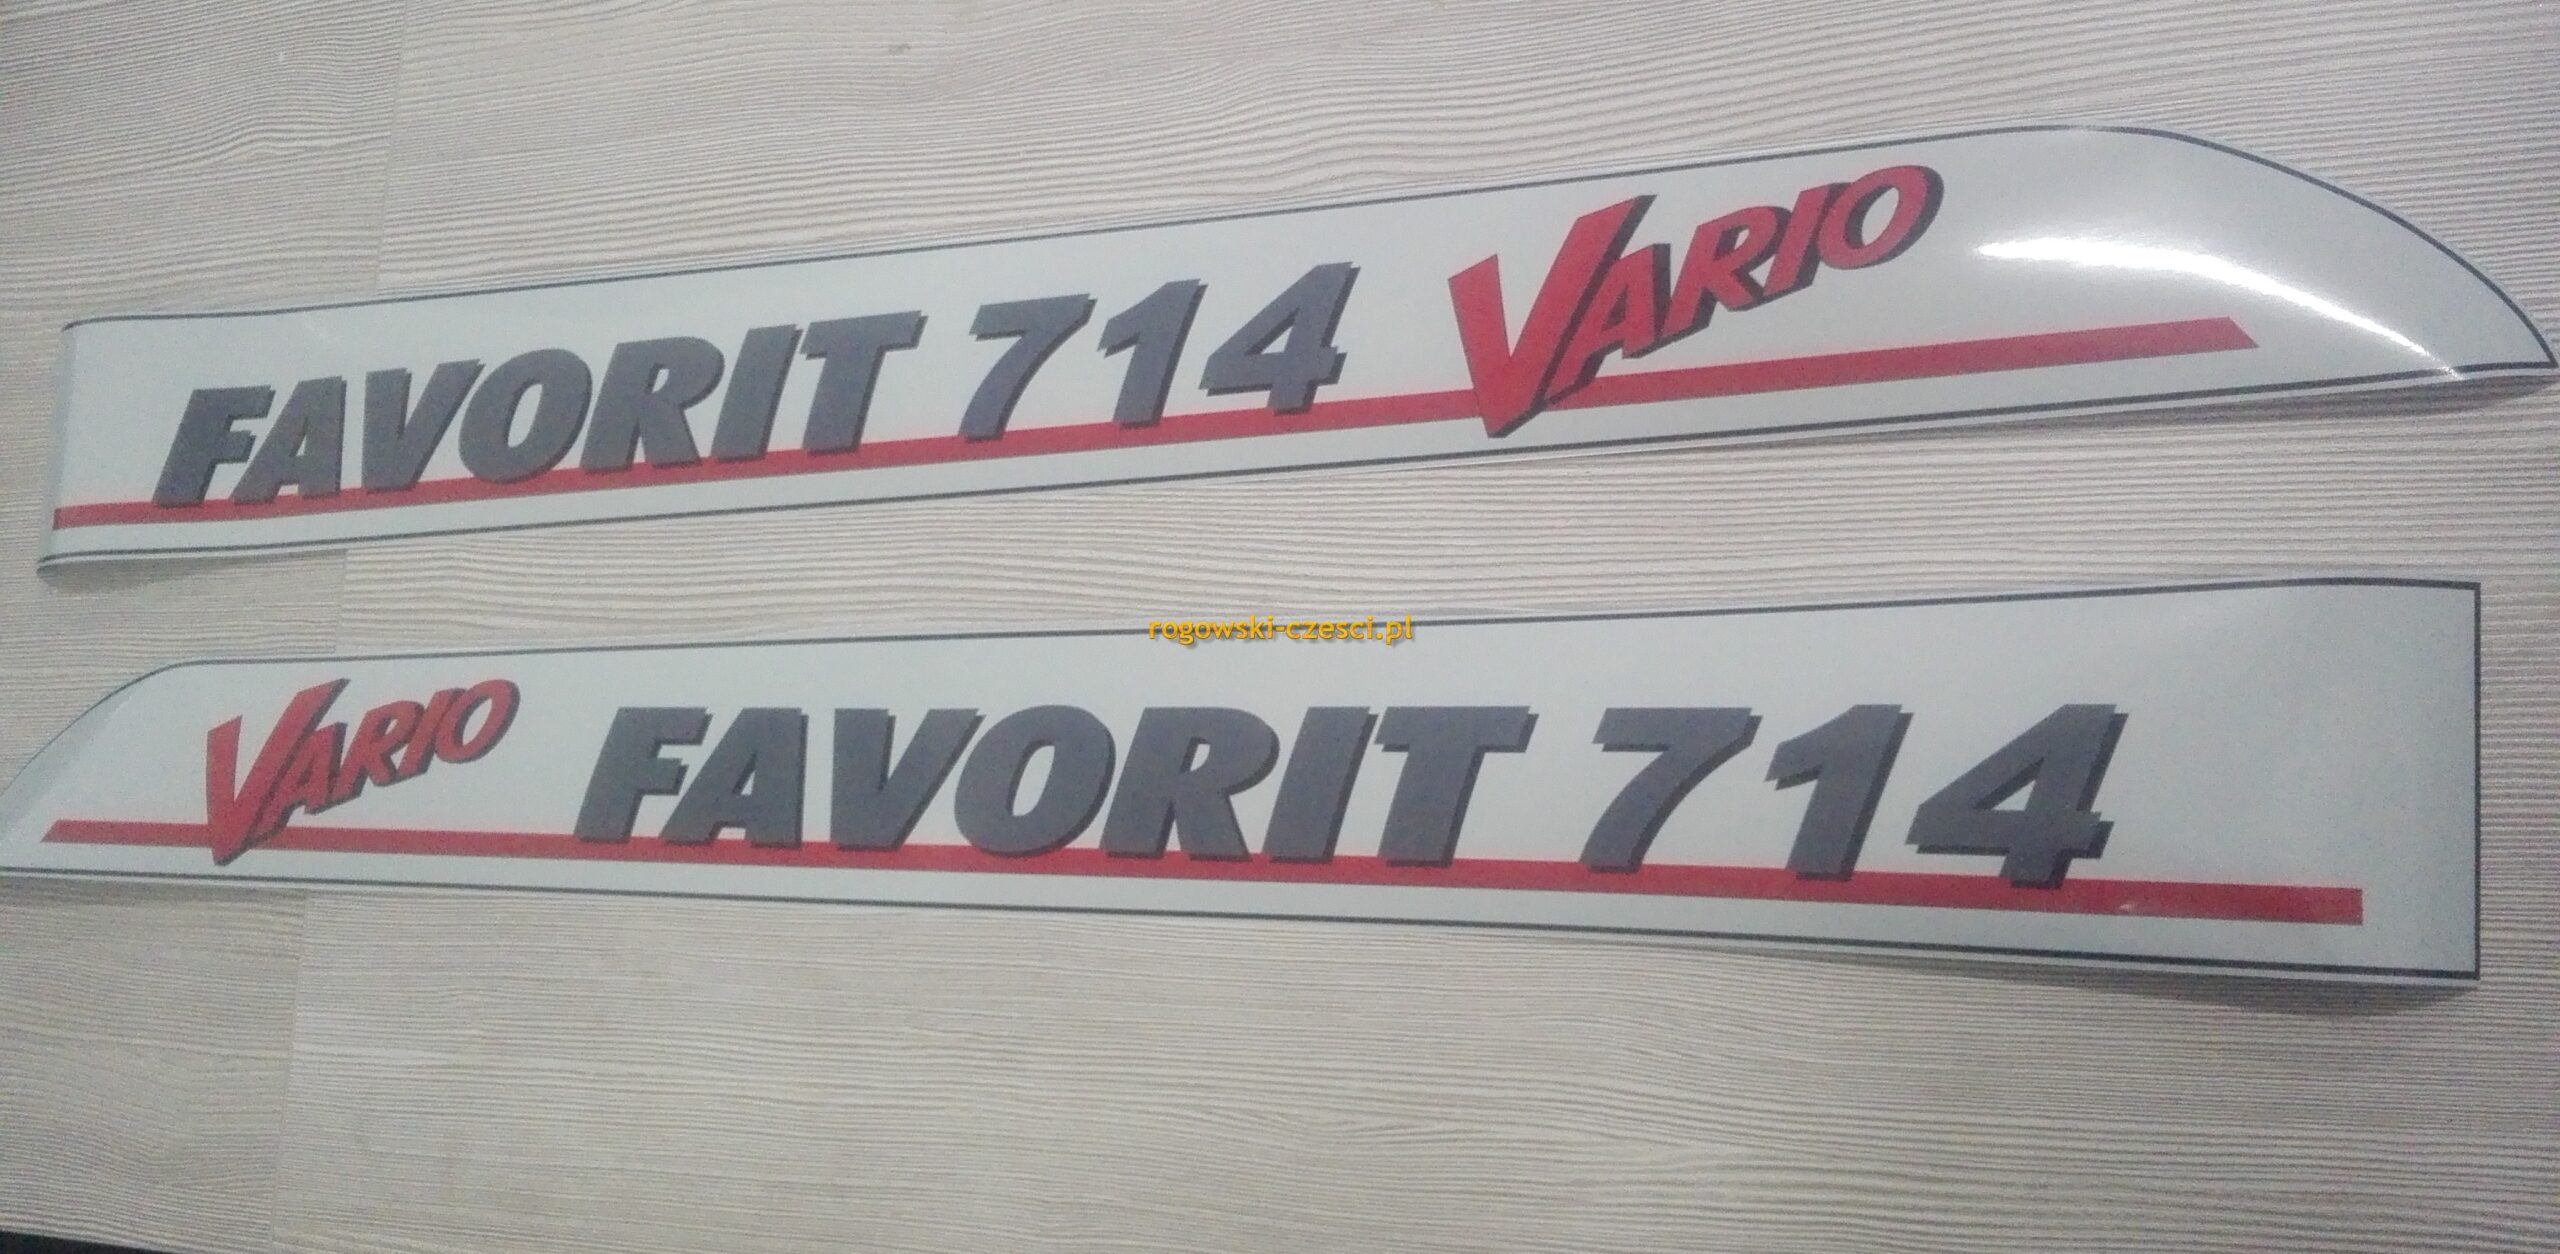 FAVORIT 714 VARIO
rogowski-czesci.pl
VARIO FAVORIT 714